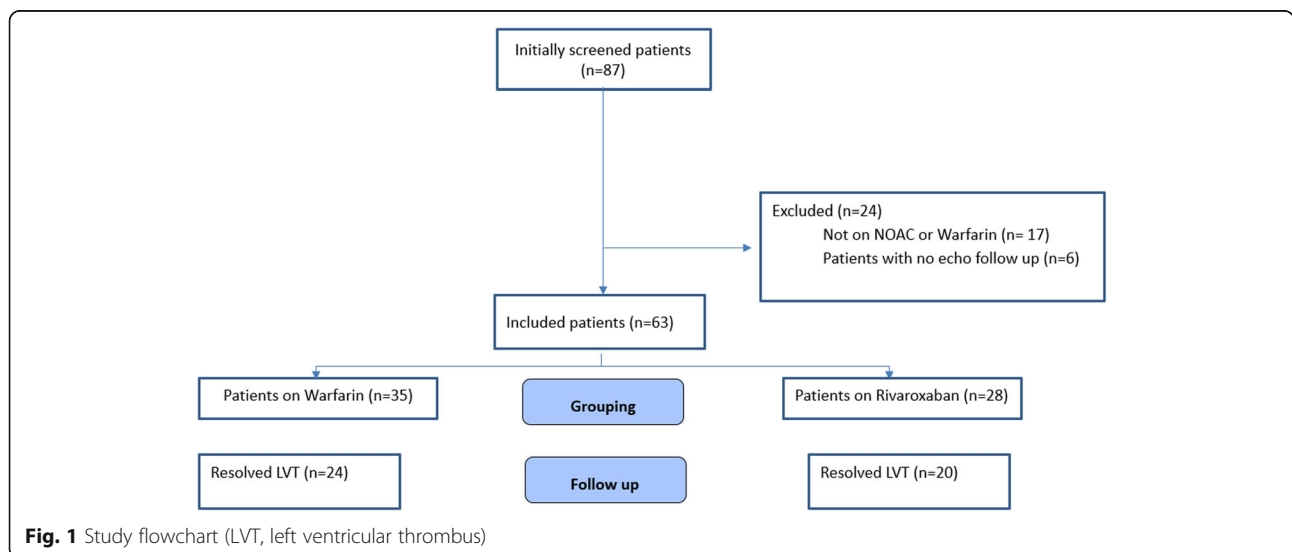 Initially screened patients
(n=87)
Excluded (n=24)
Not on NOAC or Warfarin (n= 17)
Patients with no echo follow up (n=6)
Included patients (n=63)
Patients on Warfarin (n=35)
Grouping
Patients on Rivaroxaban (n=28)
Resolved LVT (n=24)
Follow up
Resolved LVT (n=20)
Fig. 1 Study flowchart (LVT, left ventricular thrombus)